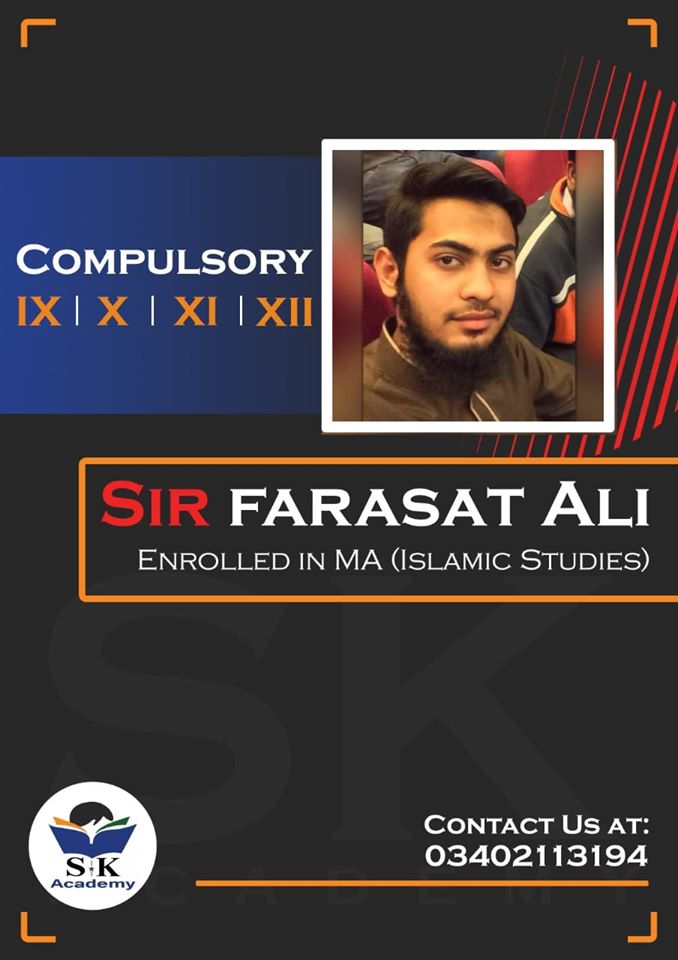 COMPULSORY
IX | X | XI | XII
SIR FARASAT ALI
ENROLLED IN MA (ISLAMIC STUDIES)
SK
ACADEMY
CONTACT US AT:
03402113194
SK
Academy